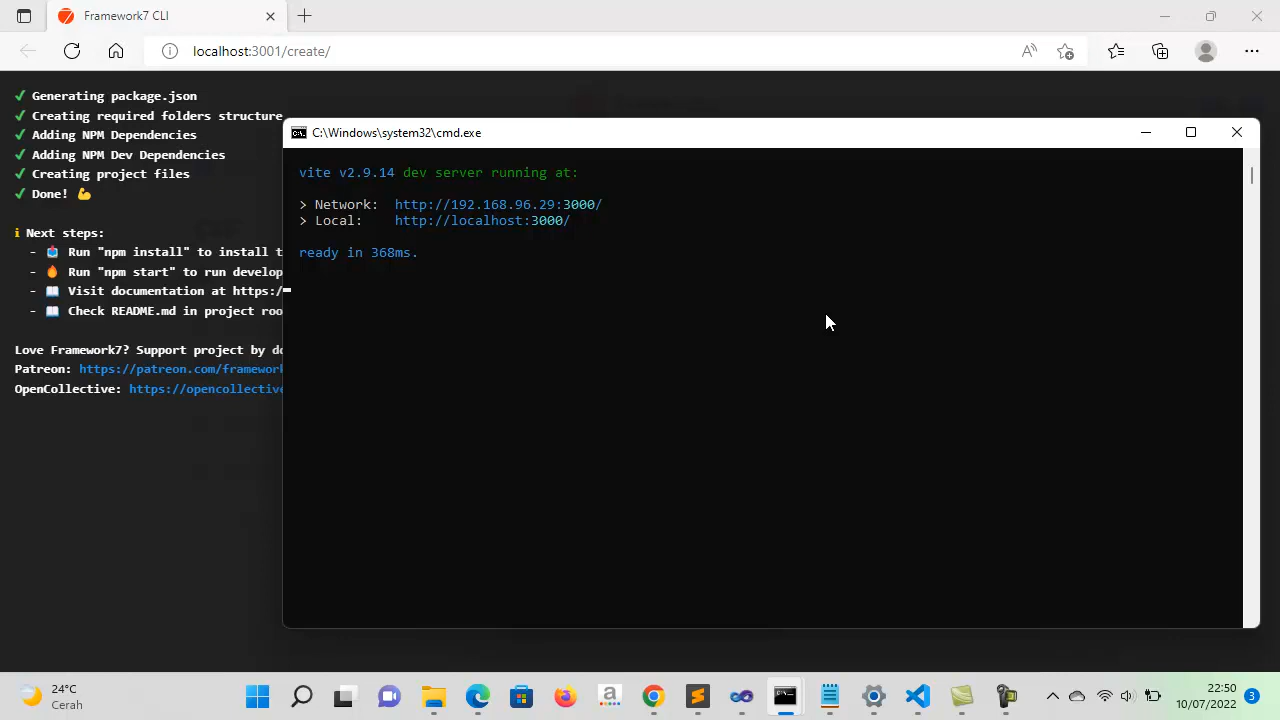 Framework7 CLI
localhost:3001/create/
✓ Generating package.json
✓ Creating required folders structure
✓ Adding NPM Dependencies
✓ Adding NPM Dev Dependencies
✓ Creating project files
✓ Done! 💪
i Next steps:
- 📥 Run "npm install" to install t
- 🔥 Run "npm start" to run develop
- 📖 Visit documentation at https:/
- 📖 Check README.md in project roo
Love Framework7? Support project by do
Patreon: https://patreon.com/framework
OpenCollective: https://opencollective
C:\Windows\system32\cmd.exe
vite v2.9.14 dev server running at:
> Network: http://192.168.96.29:3000/
> Local: http://localhost:3000/
ready in 368ms.
24°C
Cerah
22:50
10/07/2022
3